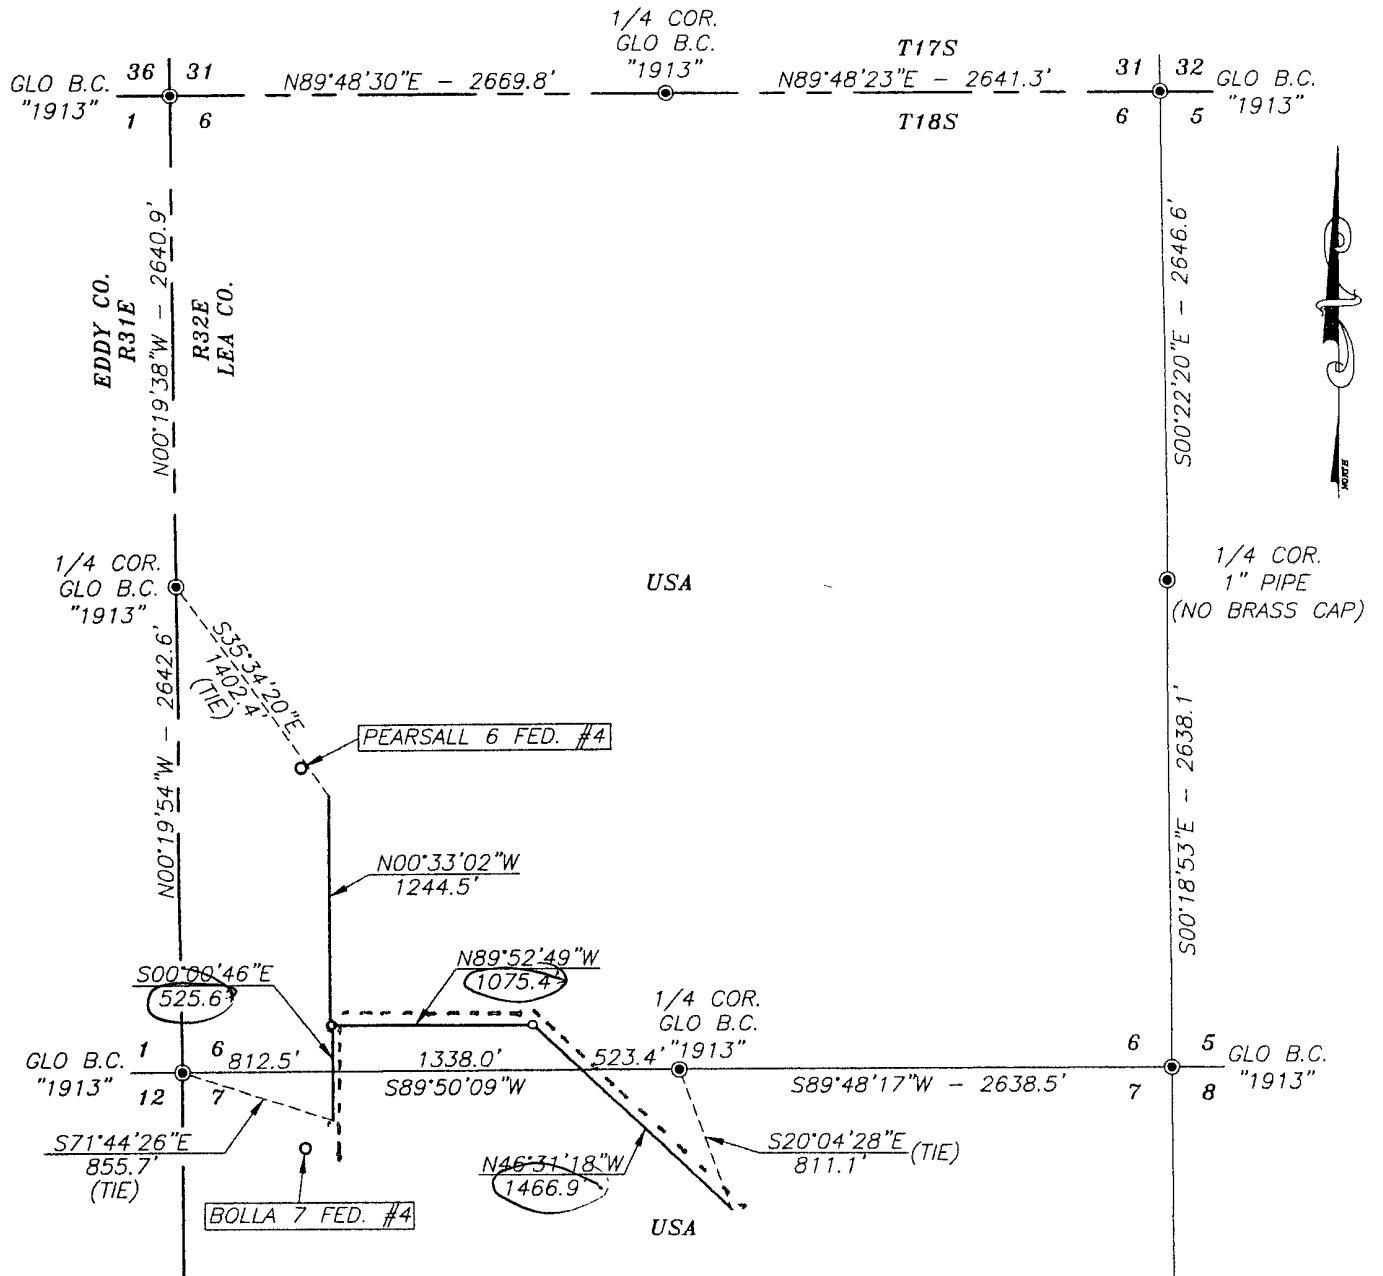 1/4 COR.
GLO B.C.
"1913"
T17S
36 31
GLO B.C.
"1913"
1 6
N89°48'30"E - 2669.8'
N89°48'23"E - 2641.3'
T18S
31 32
GLO B.C.
"1913"
6 5
EDDY CO.
R31E
N00°19'38"W - 2640.9'
R32E
LEA CO.
S00°22'20"E - 2646.6'
NORTH
1/4 COR.
GLO B.C.
"1913"
USA
1/4 COR.
1" PIPE
(NO BRASS CAP)
S35°34'20"E
1402.4'
(TIE)
N00°19'54"W - 2642.6'
PEARSALL 6 FED. #4
S00°18'53"E - 2638.1'
N00°33'02"W
1244.5'
S00°00'46"E
525.6'
N89°52'49"W
1075.4'
1/4 COR.
GLO B.C.
"1913"
GLO B.C.
"1913"
1 6
12 7
812.5'
1338.0'
523.4'
S89°50'09"W
S89°48'17"W - 2638.5'
6 5
7 8
GLO B.C.
"1913"
S71°44'26"E
855.7'
(TIE)
N46°31'18"W
1466.9'
S20°04'28"E (TIE)
811.1'
BOLLA 7 FED. #4
USA